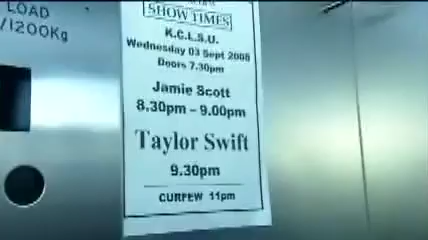 LOAD
/1200Kg
SHOW TIMES
K.C.L.S.U.
Wednesday 03 Sept 2008
Doors 7.30pm
Jamie Scott
8.30pm - 9.00pm
Taylor Swift
9.30pm
CURFEW 11pm